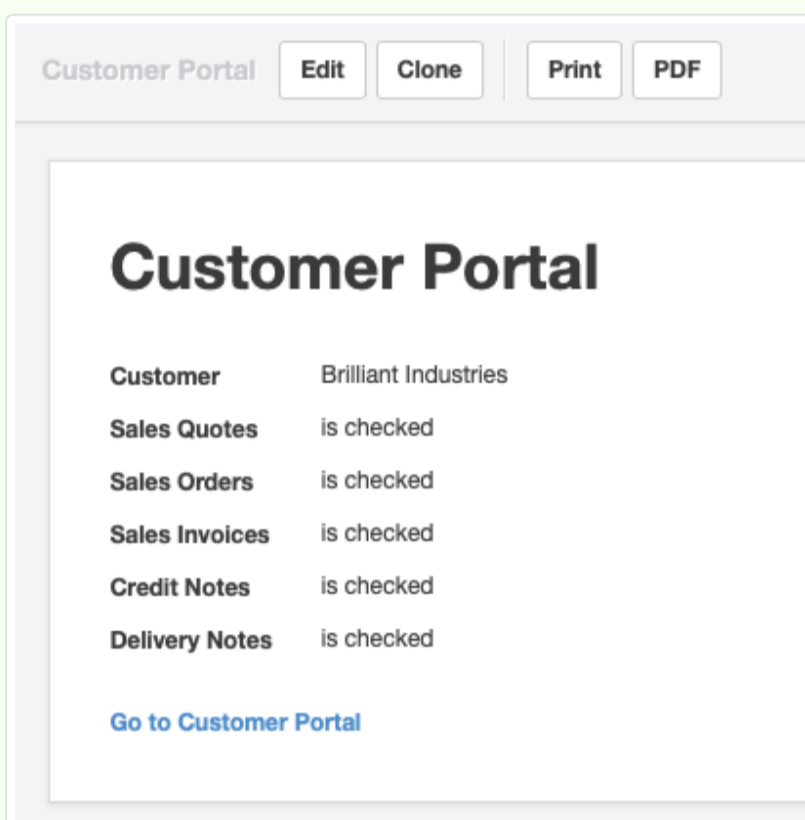 Customer Portal Edit Clone Print PDF
Customer Portal
Customer Brilliant Industries
Sales Quotes is checked
Sales Orders is checked
Sales Invoices is checked
Credit Notes is checked
Delivery Notes is checked
Go to Customer Portal